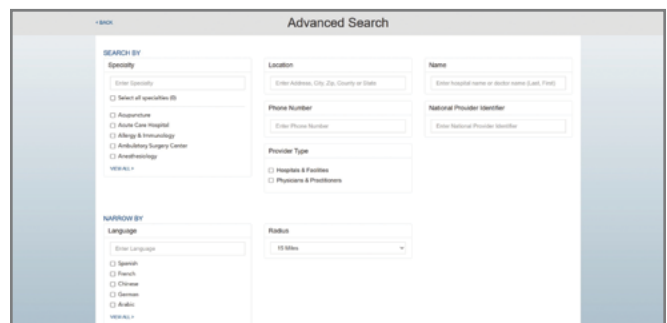 < BACK
Advanced Search
SEARCH BY
Specialty
Enter Specialty
Select all specialties (0)
Acupuncture
Acute Care Hospital
Allergy & Immunology
Ambulatory Surgery Center
Anesthesiology
VIEW ALL >
Location
Enter Address, City, Zip, County or State
Phone Number
Enter Phone Number
Provider Type
Hospitals & Facilities
Physicians & Practitioners
Name
Enter hospital name or doctor name (Last, First)
National Provider Identifier
Enter National Provider Identifier
NARROW BY
Language
Enter Language
Spanish
French
Chinese
German
Arabic
VIEW ALL >
Radius
15 Miles